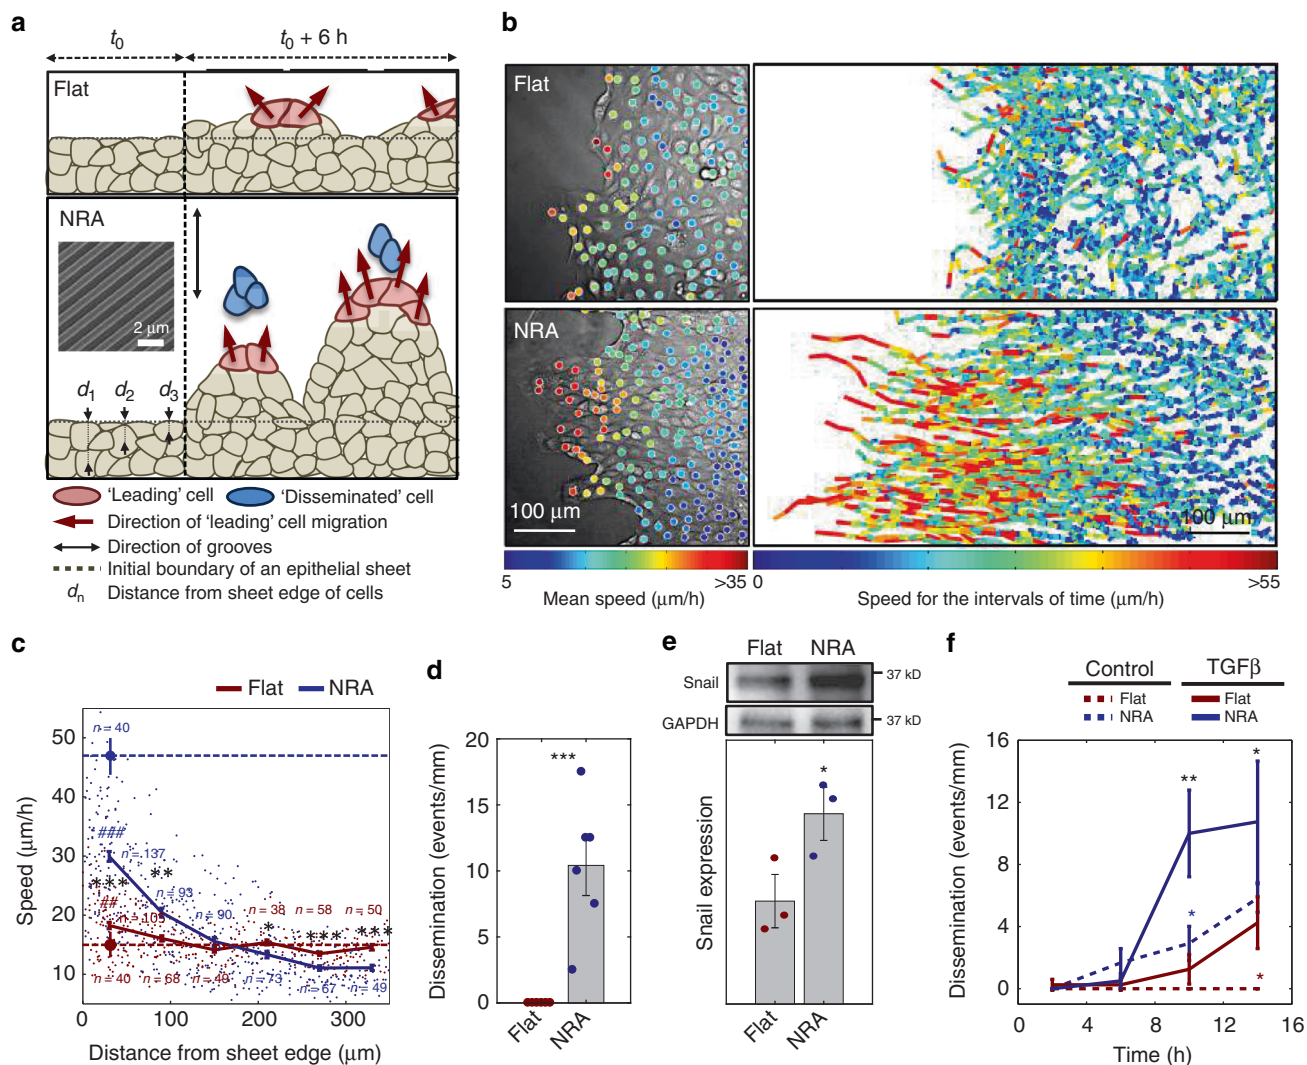 a
t0
t0 + 6 h
Flat
NRA
2 μm
d1
d2
d3
'Leading' cell
'Disseminated' cell
Direction of 'leading' cell migration
Direction of grooves
Initial boundary of an epithelial sheet
dn Distance from sheet edge of cells
b
Flat
NRA
100 μm
100 μm
5 >35
Mean speed (μm/h)
0 >55
Speed for the intervals of time (μm/h)
c
Flat NRA
Speed (μm/h)
50
40
30
20
10
n = 40
###
n = 137
***
**
n = 93
##
n = 105
n = 90
n = 38
n = 58
n = 50
*
***
***
n = 40
n = 68
n = 49
n = 73
n = 67
n = 49
0 100 200 300
Distance from sheet edge (μm)
d
Dissemination (events/mm)
20
15
10
5
0
***
Flat
NRA
e
Flat NRA
Snail
37 kD
GAPDH
37 kD
Snail expression
*
Flat
NRA
f
Control TGFβ
Flat Flat
NRA NRA
Dissemination (events/mm)
16
12
8
4
0
**
*
*
*
0 4 8 12 16
Time (h)